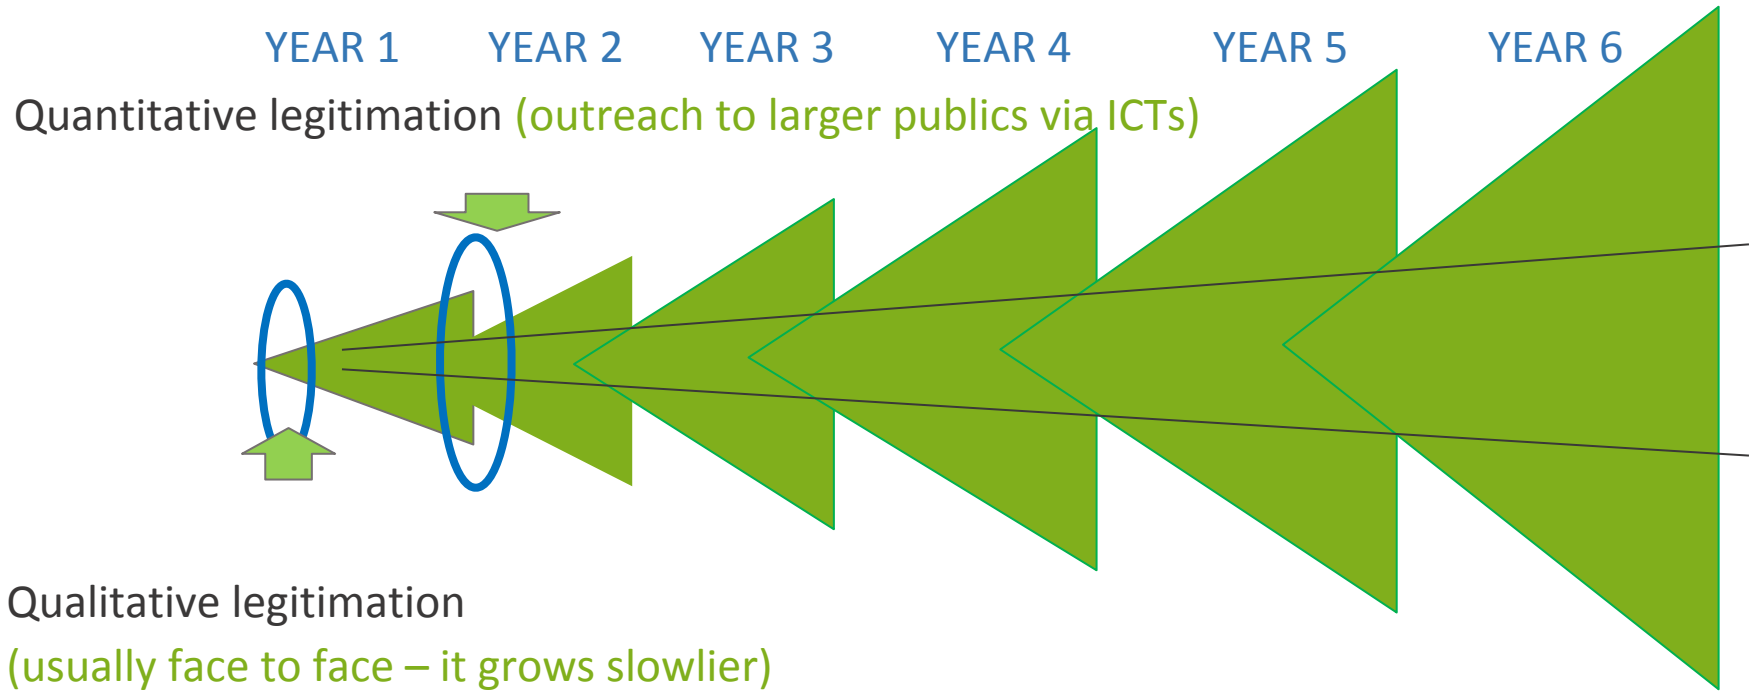 YEAR 1 YEAR 2 YEAR 3 YEAR 4 YEAR 5 YEAR 6
Quantitative legitimation (outreach to larger publics via ICTs)
Qualitative legitimation
(usually face to face – it grows slowlier)